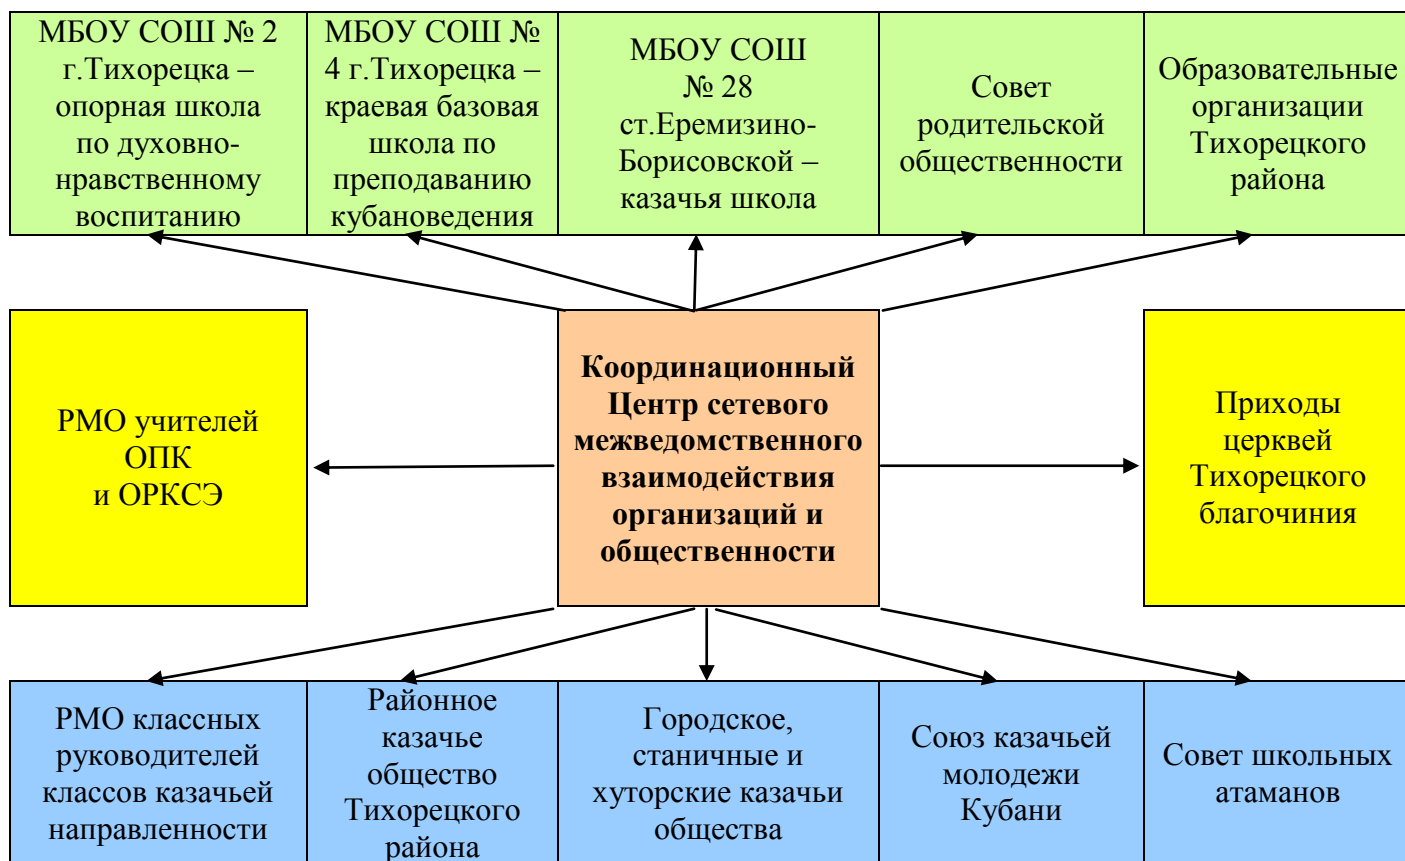 МБОУ СОШ № 2
г.Тихорецка –
опорная школа
по духовно-
нравственному
воспитанию
МБОУ СОШ №
4 г.Тихорецка –
краевая базовая
школа по
преподаванию
кубановедения
МБОУ СОШ
№ 28
ст.Еремизино-
Борисовской –
казачья школа
Совет
родительской
общественности
Образовательные
организации
Тихорецкого
района
РМО учителей
ОПК
и ОРКСЭ
Координационный
Центр сетевого
межведомственного
взаимодействия
организаций и
общественности
Приходы
церквей
Тихорецкого
благочиния
РМО классных
руководителей
классов казачьей
направленности
Районное
казачье
общество
Тихорецкого
района
Городское,
станичные и
хуторские казачьи
общества
Союз казачьей
молодежи
Кубани
Совет школьных
атаманов